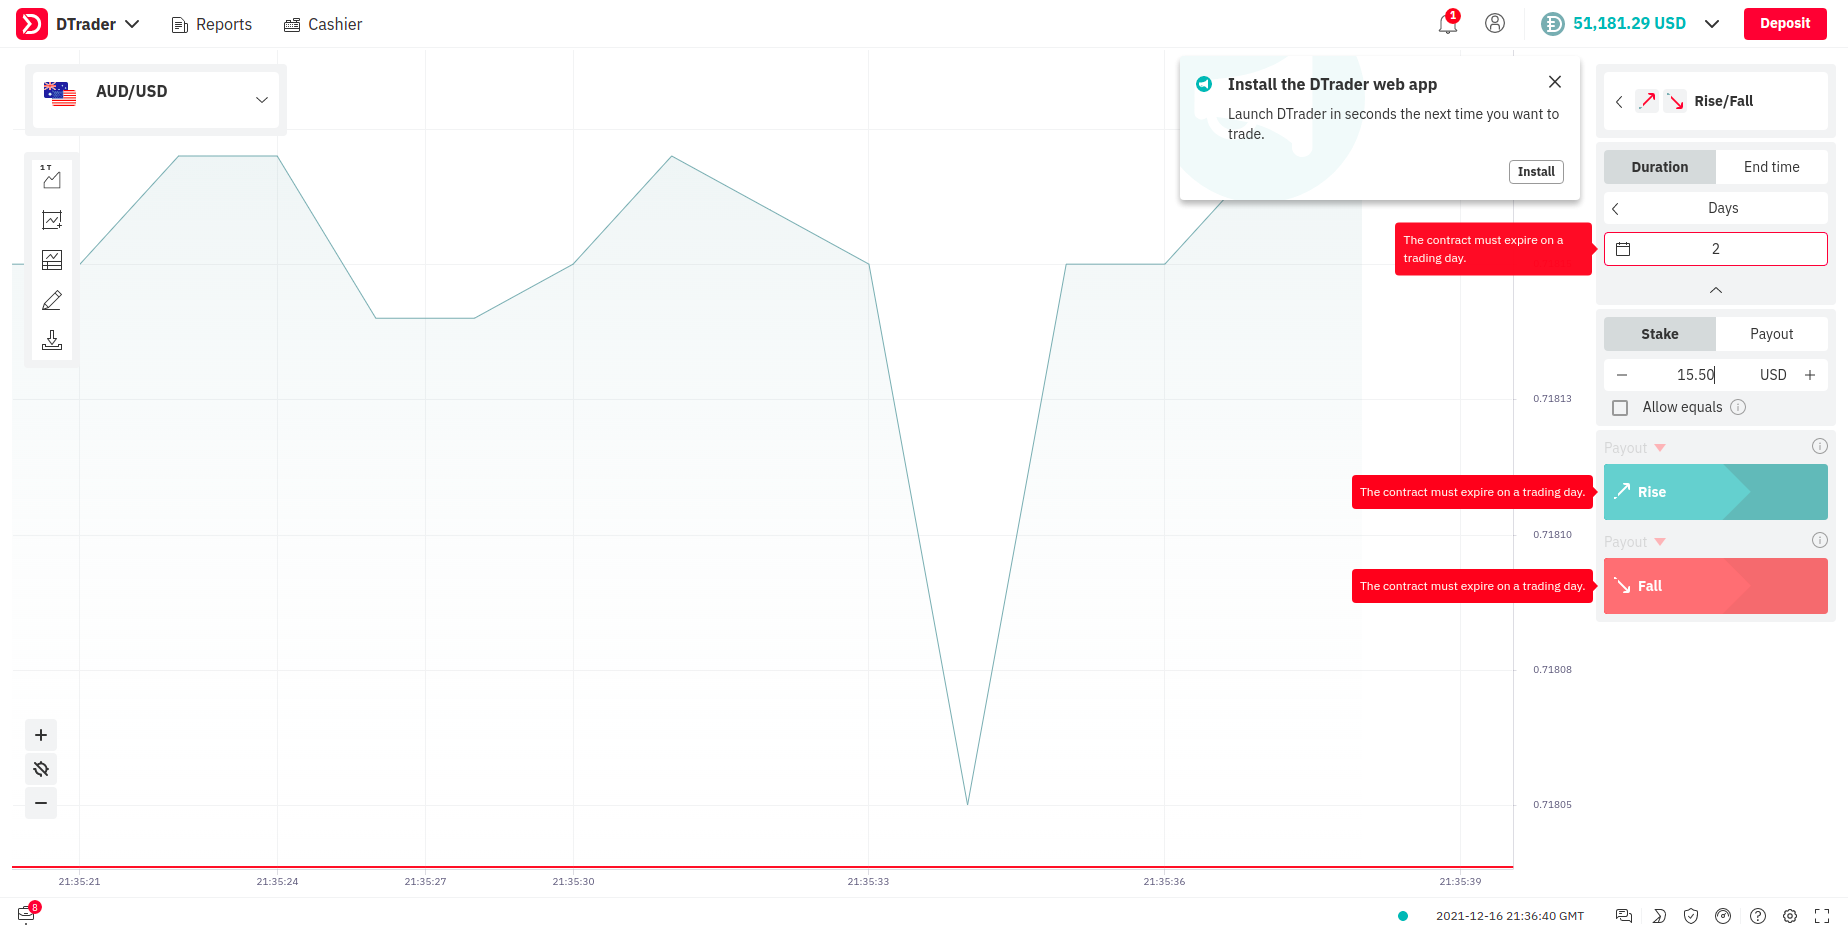 DTrader
Reports
Cashier
1
51,181.29 USD
Deposit
AUD/USD
Install the DTrader web app
Launch DTrader in seconds the next time you want to
trade.
Install
Rise/Fall
Duration
End time
Days
The contract must expire on a
trading day.
2
1T
Stake
Payout
15.50
USD
Allow equals
0.71813
Payout
The contract must expire on a trading day.
Rise
0.71810
Payout
The contract must expire on a trading day.
Fall
0.71808
0.71805
21:35:21
21:35:24
21:35:27
21:35:30
21:35:33
21:35:36
21:35:39
8
2021-12-16 21:36:40 GMT